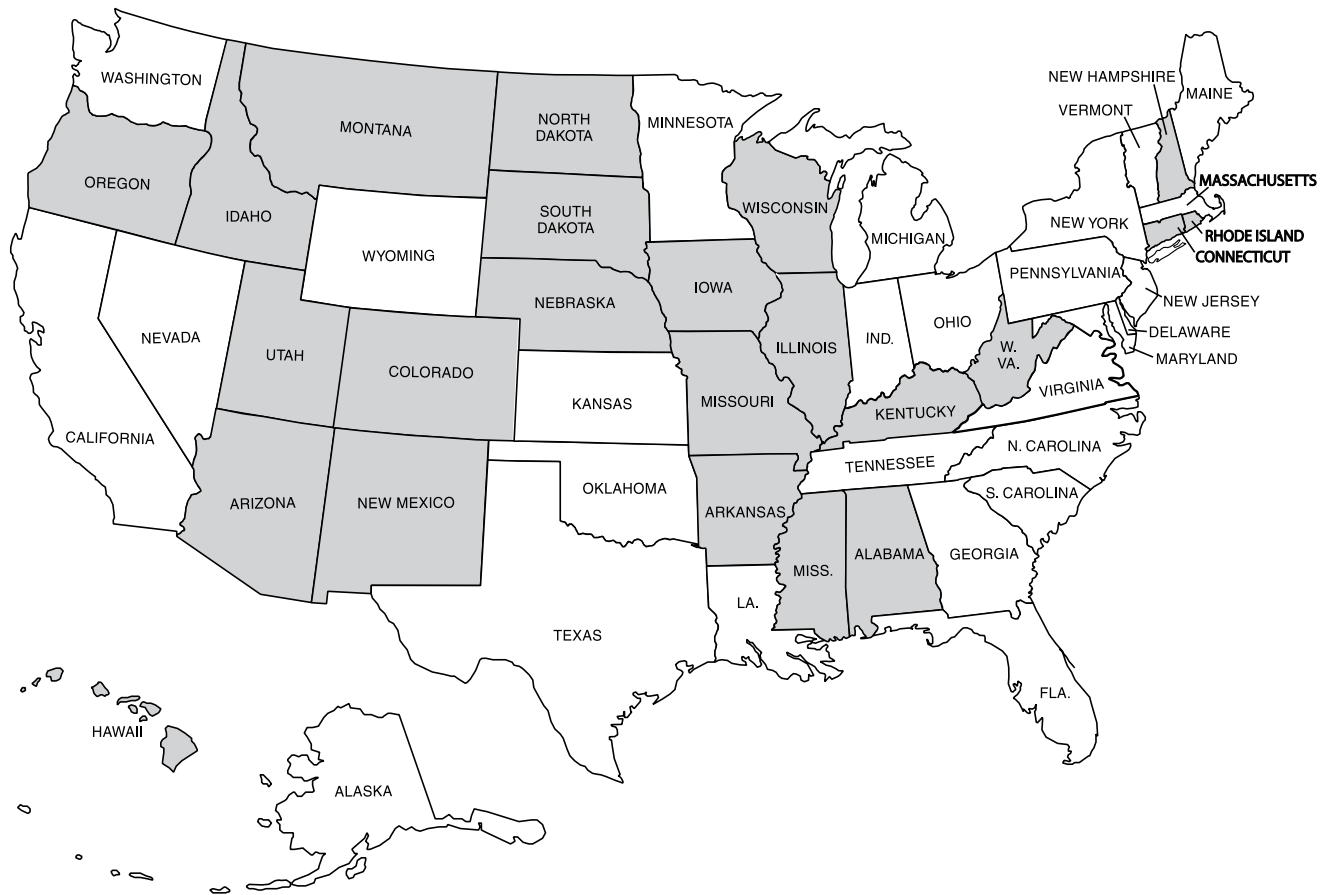 WASHINGTON
MONTANA
NORTH
DAKOTA
MINNESOTA
NEW HAMPSHIRE
VERMONT
MAINE
OREGON
IDAHO
SOUTH
DAKOTA
WISCONSIN
MICHIGAN
NEW YORK
MASSACHUSETTS
RHODE ISLAND
CONNECTICUT
WYOMING
NEBRASKA
IOWA
PENNSYLVANIA
NEW JERSEY
NEVADA
UTAH
COLORADO
ILLINOIS
IND.
OHIO
W.
VA.
DELAWARE
MARYLAND
VIRGINIA
CALIFORNIA
KANSAS
MISSOURI
KENTUCKY
TENNESSEE
N. CAROLINA
ARIZONA
NEW MEXICO
OKLAHOMA
ARKANSAS
S. CAROLINA
MISS.
ALABAMA
GEORGIA
TEXAS
LA.
FLA.
HAWAII
ALASKA